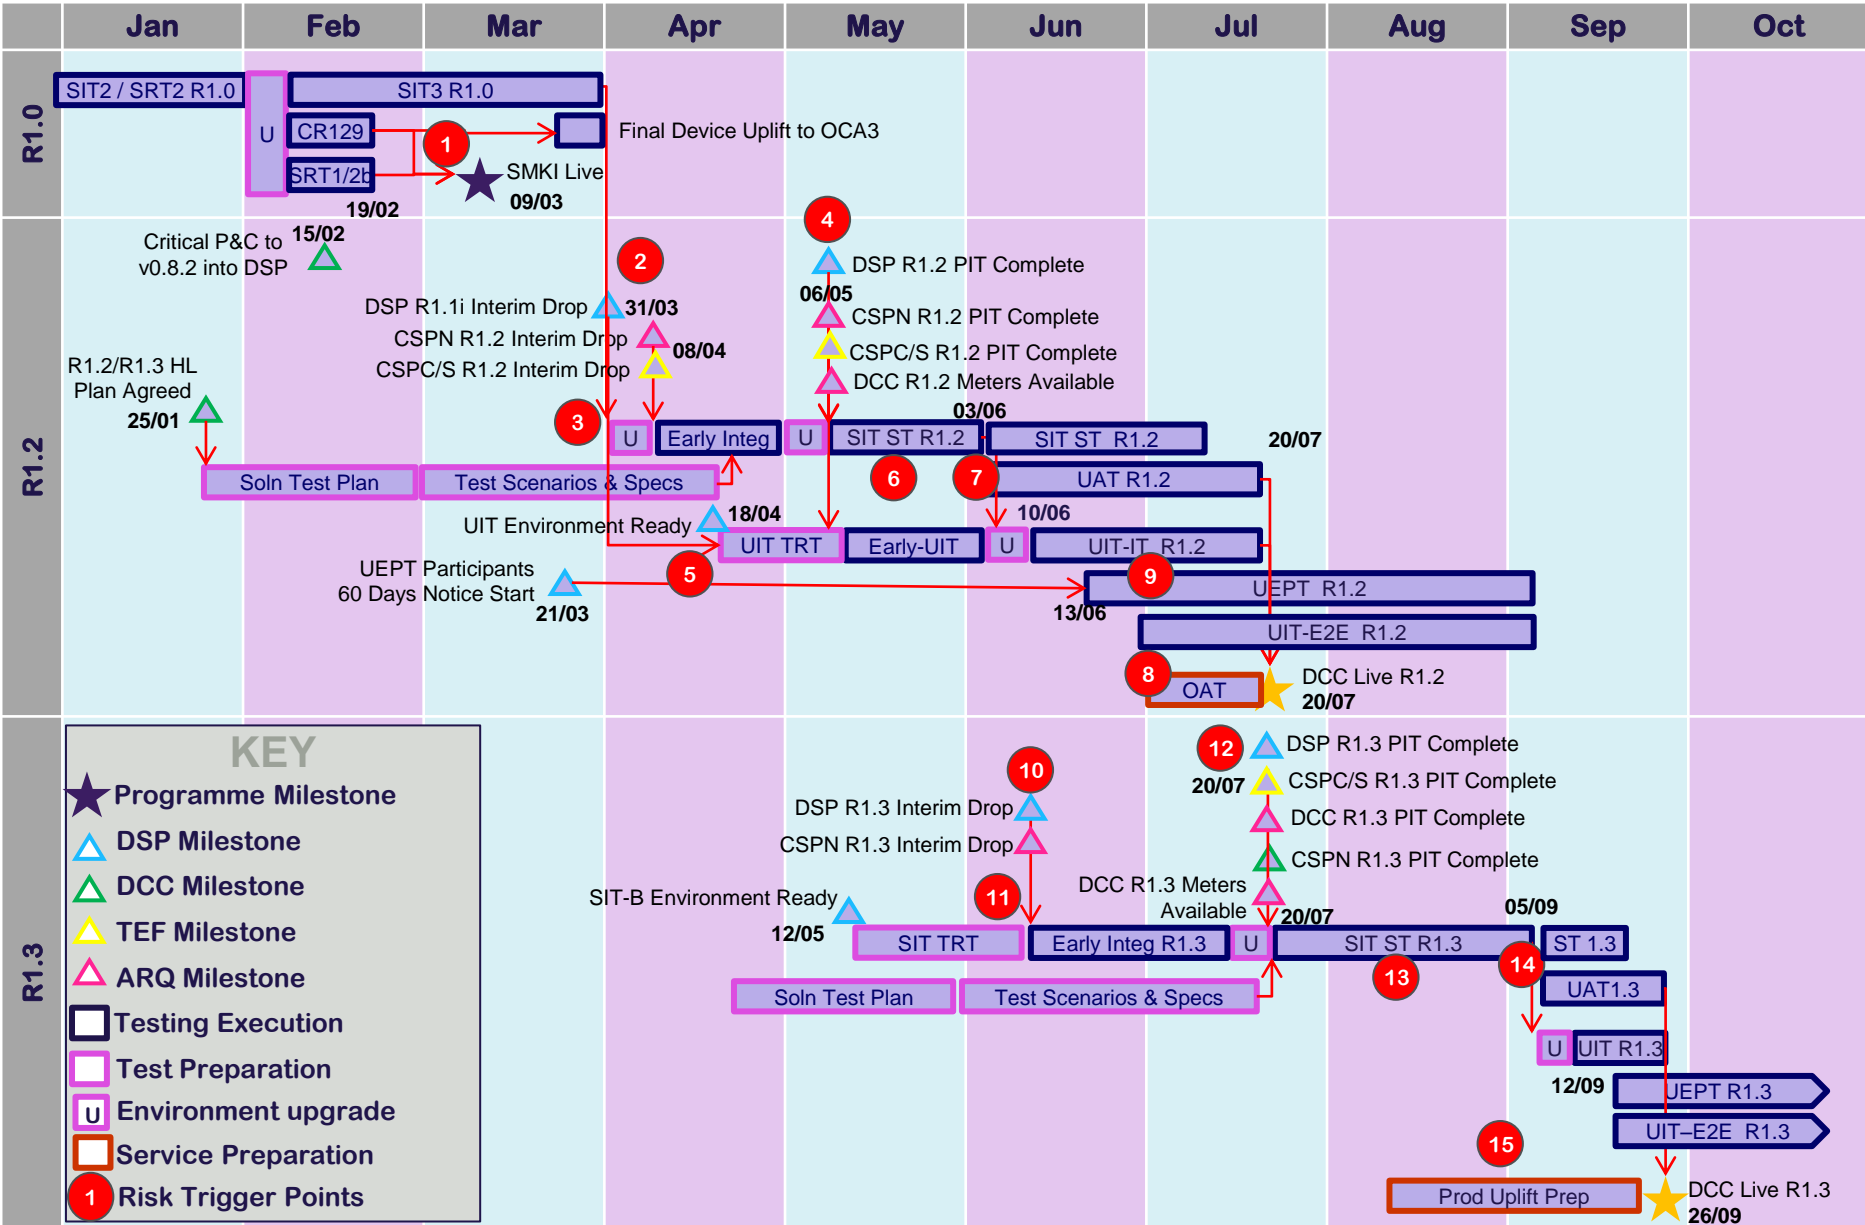 Jan Feb Mar Apr May Jun Jul Aug Sep Oct
R1.0
SIT2 / SRT2 R1.0
U
SIT3 R1.0
CR129
1
Final Device Uplift to OCA3
SRT1/2b
SMKI Live
09/03
19/02
R1.2
Critical P&C to
v0.8.2 into DSP
15/02
2
4
DSP R1.2 PIT Complete
06/05
DSP R1.1i Interim Drop
31/03
CSPN R1.2 PIT Complete
CSPN R1.2 Interim Drop
08/04
CSPC/S R1.2 PIT Complete
CSPC/S R1.2 Interim Drop
DCC R1.2 Meters Available
R1.2/R1.3 HL
Plan Agreed
25/01
03/06
3
U
Early Integ
U
SIT ST R1.2
SIT ST R1.2
20/07
Soln Test Plan
Test Scenarios & Specs
6
7
UAT R1.2
UIT Environment Ready
18/04
10/06
UIT TRT
Early-UIT
U
UIT-IT R1.2
UEPT Participants
60 Days Notice Start
21/03
5
9
13/06
UEPT R1.2
UIT-E2E R1.2
8
OAT
DCC Live R1.2
20/07
R1.3
12
DSP R1.3 PIT Complete
20/07
CSPC/S R1.3 PIT Complete
10
DSP R1.3 Interim Drop
DCC R1.3 PIT Complete
CSPN R1.3 Interim Drop
CSPN R1.3 PIT Complete
SIT-B Environment Ready
12/05
11
DCC R1.3 Meters
Available
20/07
05/09
SIT TRT
Early Integ R1.3
U
SIT ST R1.3
ST 1.3
13
14
Soln Test Plan
Test Scenarios & Specs
UAT1.3
U
UIT R1.3
12/09
UEPT R1.3
UIT–E2E R1.3
15
Prod Uplift Prep
DCC Live R1.3
26/09
KEY
Programme Milestone
DSP Milestone
DCC Milestone
TEF Milestone
ARQ Milestone
Testing Execution
Test Preparation
U Environment upgrade
Service Preparation
1 Risk Trigger Points